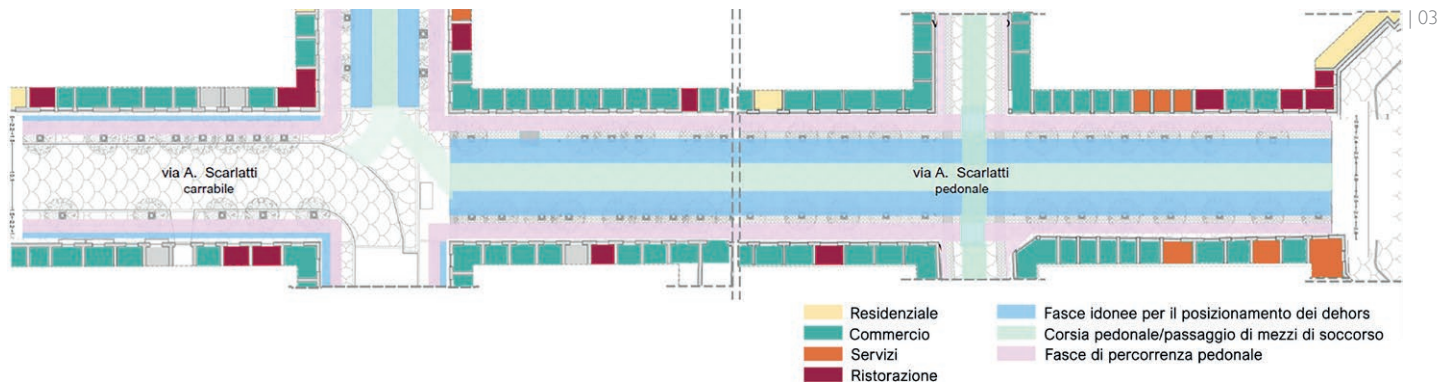 | 03
via A. Scarlatti
carrabile
via A. Scarlatti
pedonale
Residenziale
Commercio
Servizi
Ristorazione
Fasce idonee per il posizionamento dei dehors
Corsia pedonale/passaggio di mezzi di soccorso
Fasce di percorrenza pedonale